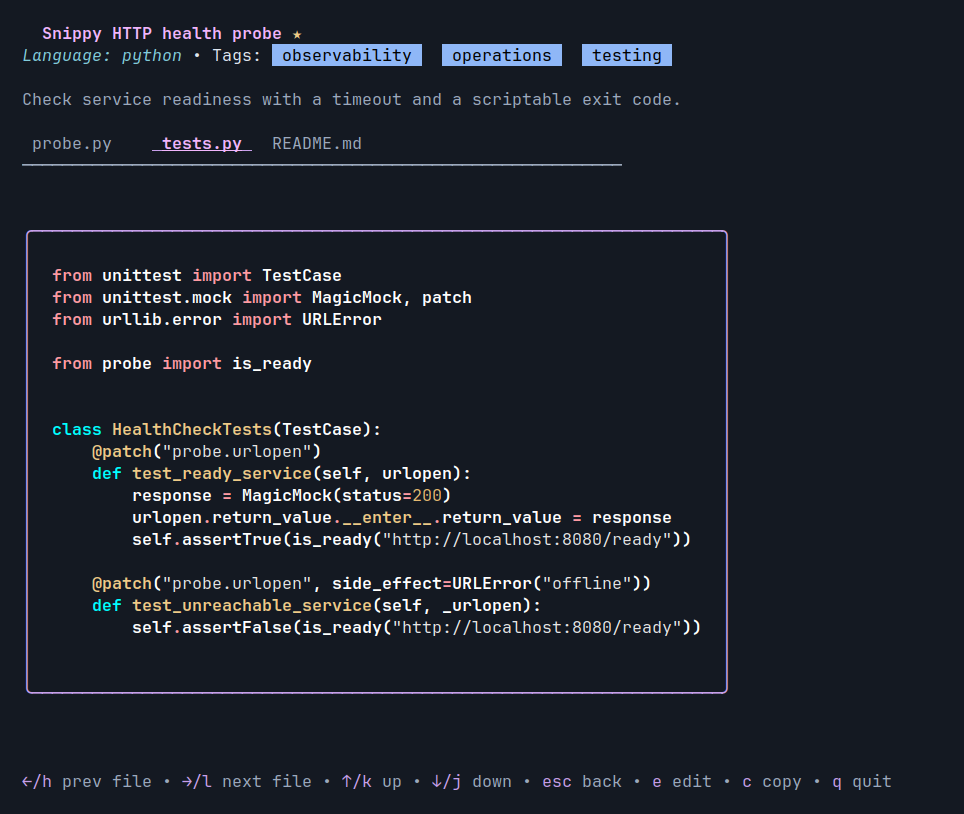 Snippy HTTP health probe ★
Language: python • Tags: observability operations testing
Check service readiness with a timeout and a scriptable exit code.
probe.py tests.py README.md
from unittest import TestCase
from unittest.mock import MagicMock, patch
from urllib.error import URLError
from probe import is_ready
class HealthCheckTests(TestCase):
    @patch("probe.urlopen")
    def test_ready_service(self, urlopen):
        response = MagicMock(status=200)
        urlopen.return_value.__enter__.return_value = response
        self.assertTrue(is_ready("http://localhost:8080/ready"))
    @patch("probe.urlopen", side_effect=URLError("offline"))
    def test_unreachable_service(self, _urlopen):
        self.assertFalse(is_ready("http://localhost:8080/ready"))
←/h prev file • →/l next file • ↑/k up • ↓/j down • esc back • e edit • c copy • q quit